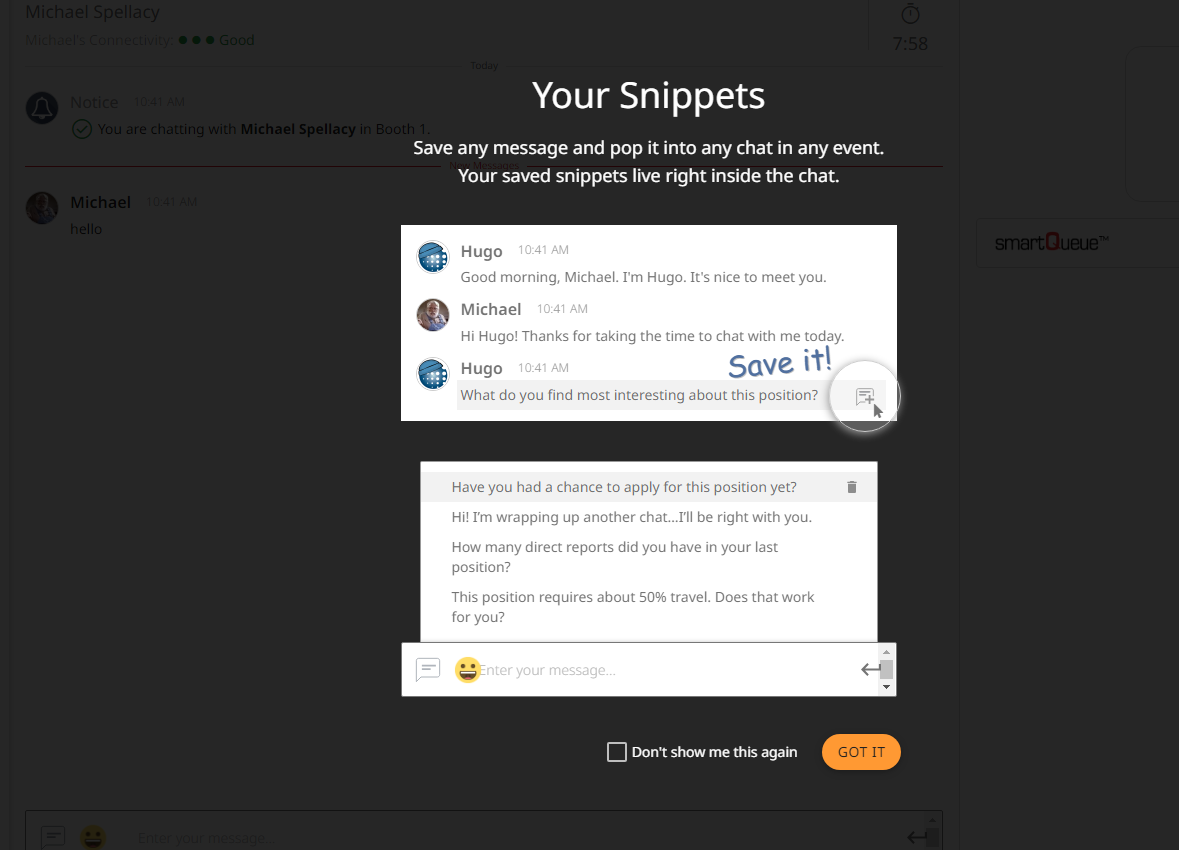 Michael Spellacy
Michael's Connectivity: Good
7:58
Today
Notice 10:41 AM
You are chatting with Michael Spellacy in Booth 1.
New Messages
Michael 10:41 AM
hello
smartQueue™
Your Snippets
Save any message and pop it into any chat in any event.
Your saved snippets live right inside the chat.
Hugo 10:41 AM
Good morning, Michael. I'm Hugo. It's nice to meet you.
Michael 10:41 AM
Hi Hugo! Thanks for taking the time to chat with me today.
Save it!
Hugo 10:41 AM
What do you find most interesting about this position?
Have you had a chance to apply for this position yet?
Hi! I’m wrapping up another chat...I’ll be right with you.
How many direct reports did you have in your last
position?
This position requires about 50% travel. Does that work
for you?
Enter your message...
Don't show me this again
GOT IT
Enter your message...